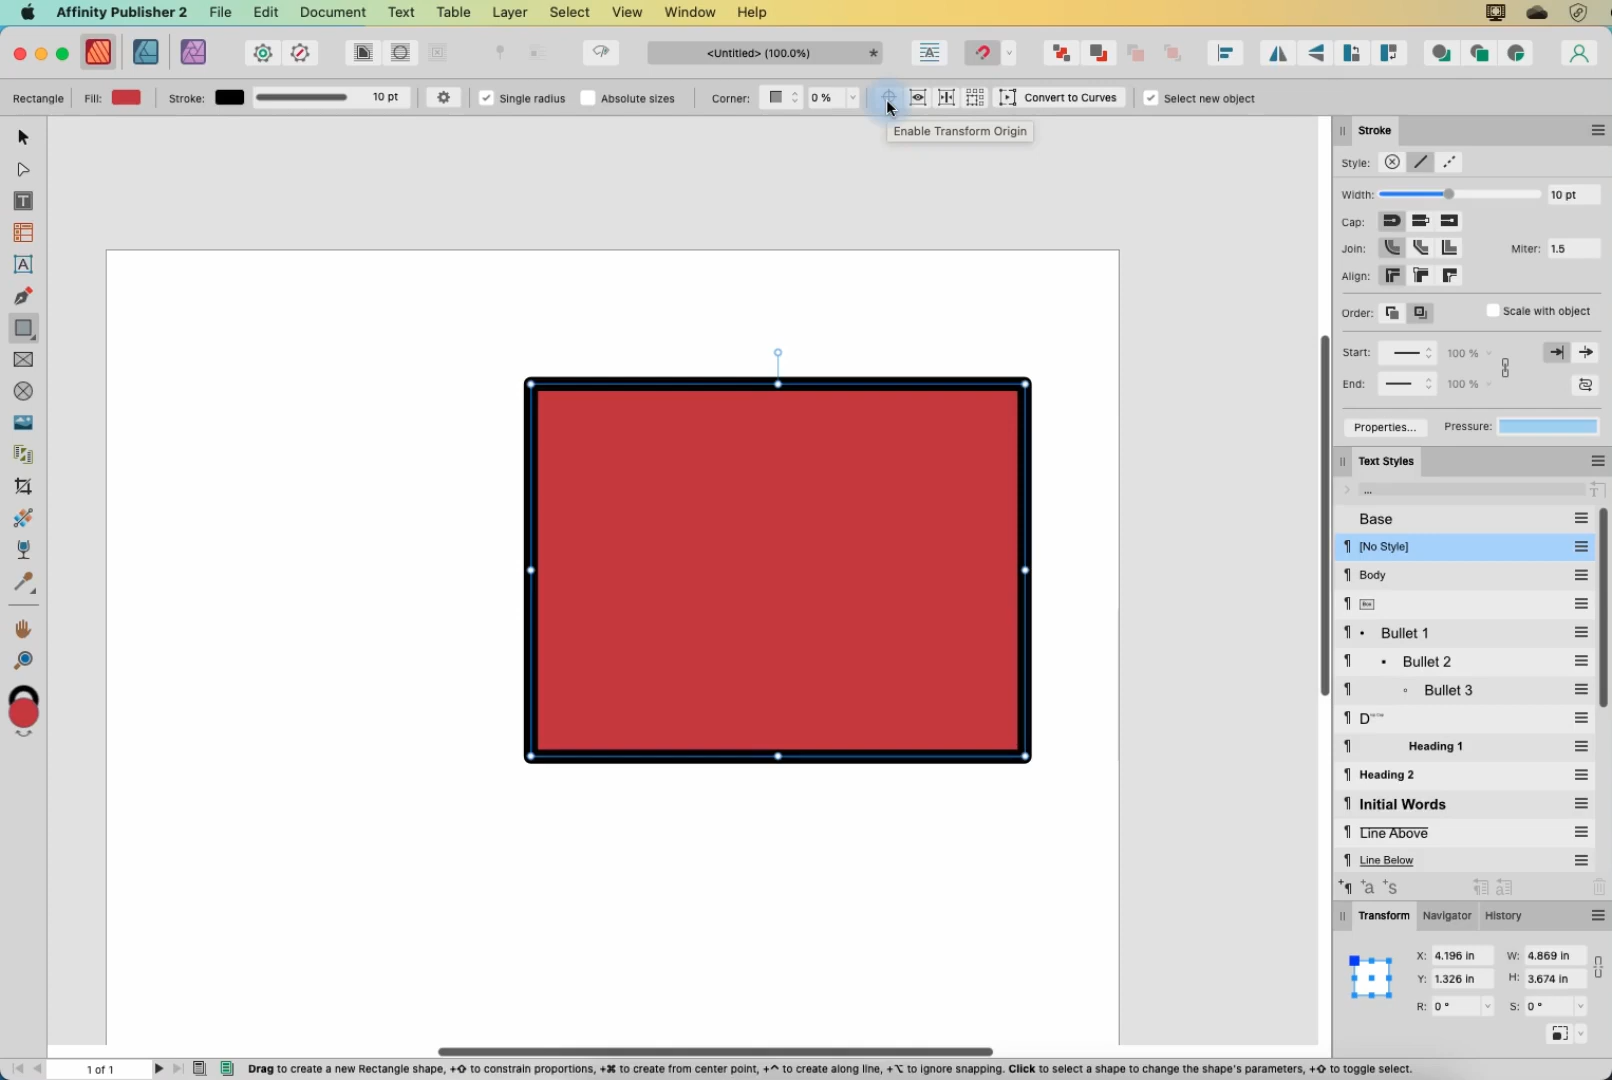 Affinity Publisher 2 File Edit Document Text Table Layer Select View Window Help
<Untitled> (100.0%) *
Rectangle Fill: Stroke: 10 pt Single radius Absolute sizes Corner: 0 % Convert to Curves Select new object
Enable Transform Origin
Stroke
Style:
Width: 10 pt
Cap:
Join: Miter: 1.5
Align:
Order: Scale with object
Start: 100 %
End: 100 %
Properties... Pressure:
Text Styles
...
Base
[No Style]
Body
Bullet 1
Bullet 2
Bullet 3
Heading 1
Heading 2
Initial Words
Line Above
Line Below
Transform Navigator History
X: 4.196 in W: 4.869 in
Y: 1.326 in H: 3.674 in
R: 0 ° S: 0 °
1 of 1 Drag to create a new Rectangle shape, +⇧ to constrain proportions, +⌘ to create from center point, +⌃ to create along line, +⌥ to ignore snapping. Click to select a shape to change the shape's parameters, +⇧ to toggle select.